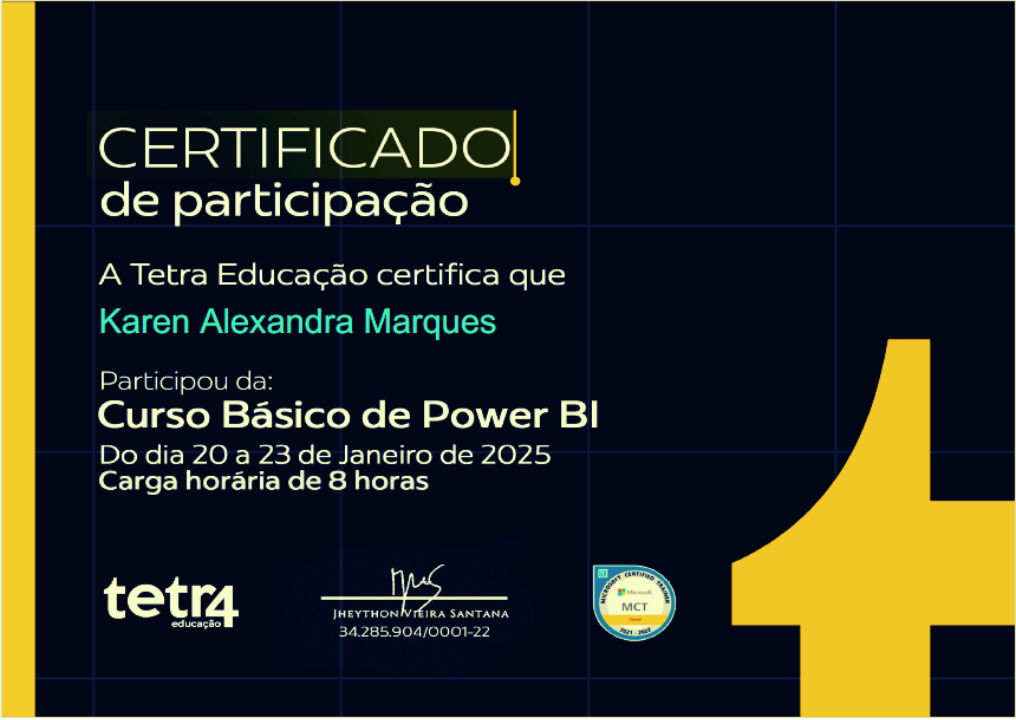 CERTIFICADO
de participação
A Tetra Educação certifica que
Karen Alexandra Marques
Participou da:
Curso Básico de Power BI
Do dia 20 a 23 de Janeiro de 2025
Carga horária de 8 horas
tetr4
educação
Jheython Vieira Santana
34.285.904/0001-22
MICROSOFT CERTIFIED TRAINER
Microsoft
MCT